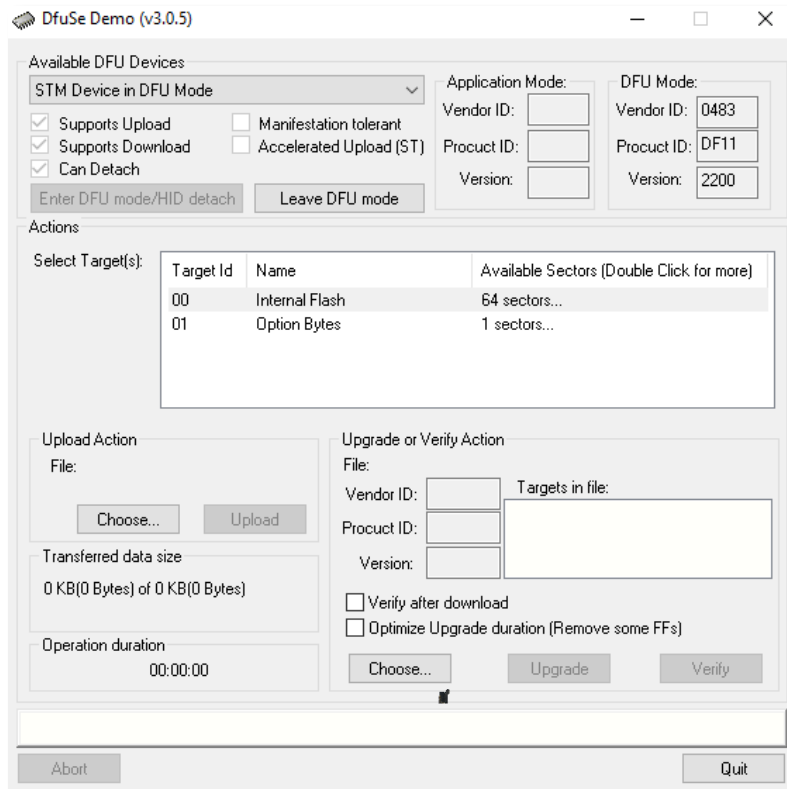 DfuSe Demo (v3.0.5)
Available DFU Devices
STM Device in DFU Mode
Supports Upload
Manifestation tolerant
Supports Download
Accelerated Upload (ST)
Can Detach
Enter DFU mode/HID detach
Leave DFU mode
Application Mode:
Vendor ID:
Procuct ID:
Version:
DFU Mode:
Vendor ID: 0483
Procuct ID: DF11
Version: 2200
Actions
Select Target(s):
Target Id Name Available Sectors (Double Click for more)
00 Internal Flash 64 sectors...
01 Option Bytes 1 sectors...
Upload Action
File:
Choose... Upload
Transferred data size
0 KB(0 Bytes) of 0 KB(0 Bytes)
Operation duration
00:00:00
Upgrade or Verify Action
File:
Vendor ID:
Procuct ID:
Version:
Targets in file:
Verify after download
Optimize Upgrade duration (Remove some FFs)
Choose... Upgrade Verify
Abort Quit